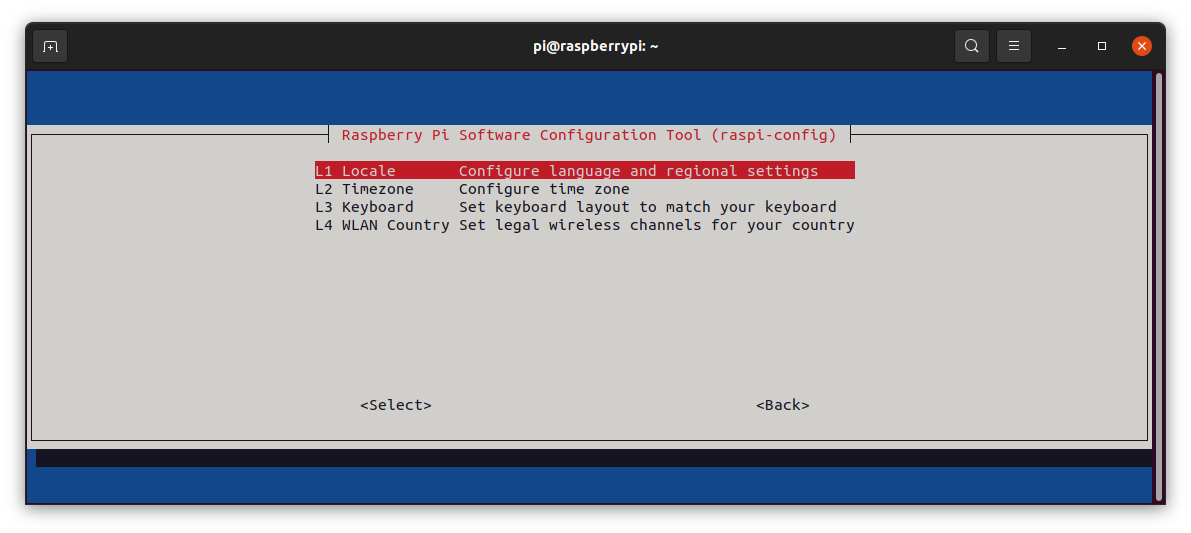 pi@raspberrypi: ~
Raspberry Pi Software Configuration Tool (raspi-config)
L1 Locale Configure language and regional settings
L2 Timezone Configure time zone
L3 Keyboard Set keyboard layout to match your keyboard
L4 WLAN Country Set legal wireless channels for your country
<Select> <Back>